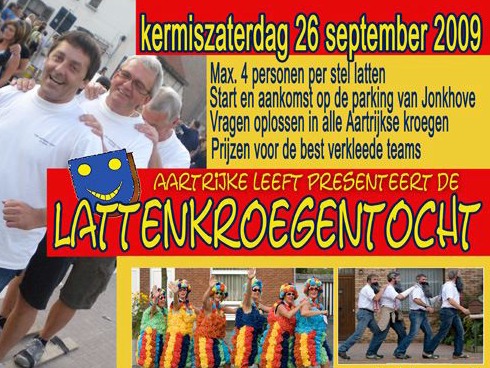 kermiszaterdag 26 september 2009
Max. 4 personen per stel latten
Start en aankomst op de parking van Jonkhove
Vragen oplossen in alle Aartrijkse kroegen
Prijzen voor de best verkleede teams
AARTRIJKE LEEFT PRESENTEERT DE
LATTENKROEGENTOCHT